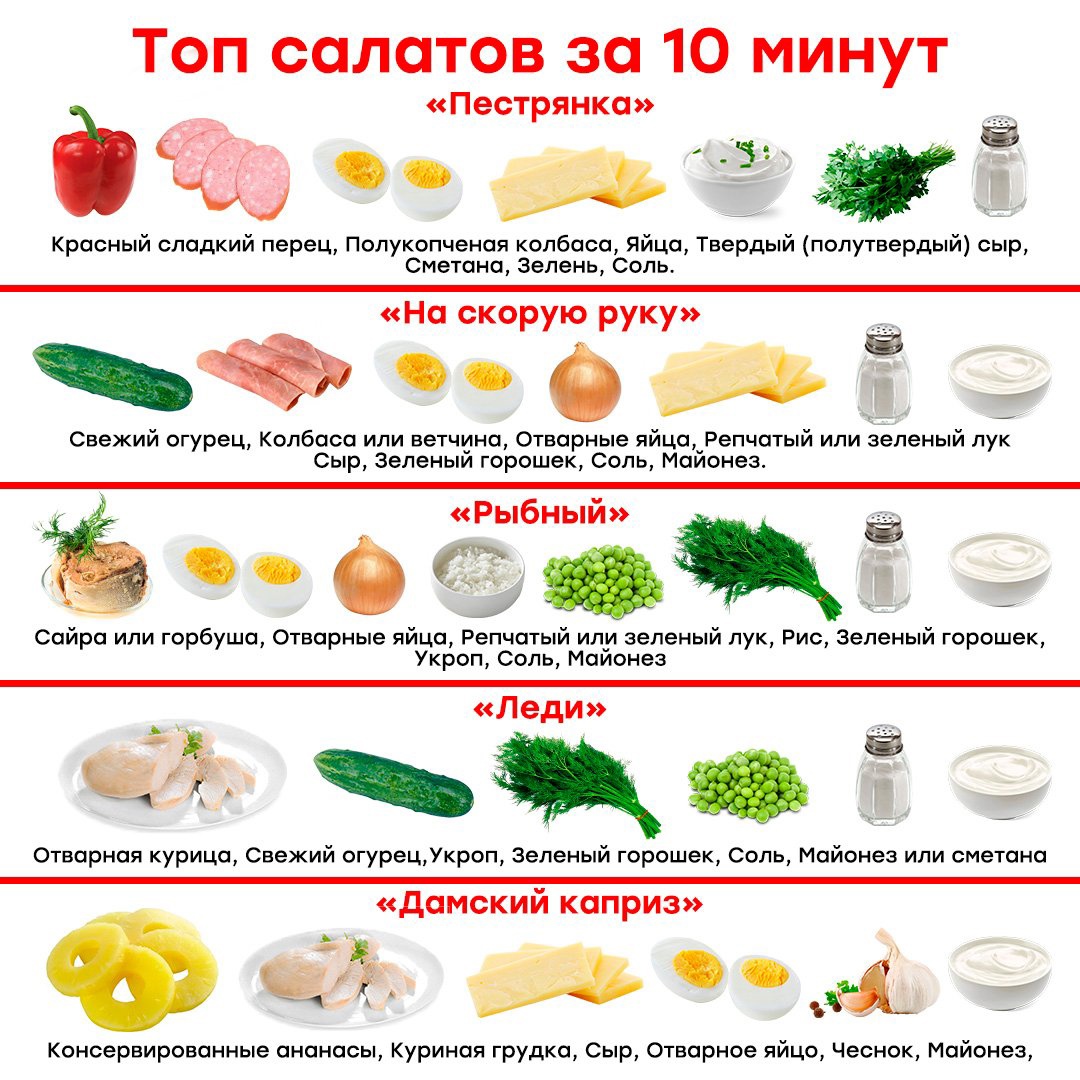 Топ салатов за 10 минут
«Пестрянка»
Красный сладкий перец, Полукопченая колбаса, Яйца, Твердый (полутвердый) сыр,
Сметана, Зелень, Соль.
«На скорую руку»
Свежий огурец, Колбаса или ветчина, Отварные яйца, Репчатый или зеленый лук
Сыр, Зеленый горошек, Соль, Майонез.
«Рыбный»
Сайра или горбуша, Отварные яйца, Репчатый или зеленый лук, Рис, Зеленый горошек,
Укроп, Соль, Майонез
«Леди»
Отварная курица, Свежий огурец,Укроп, Зеленый горошек, Соль, Майонез или сметана
«Дамский каприз»
Консервированные ананасы, Куриная грудка, Сыр, Отварное яйцо, Чеснок, Майонез,